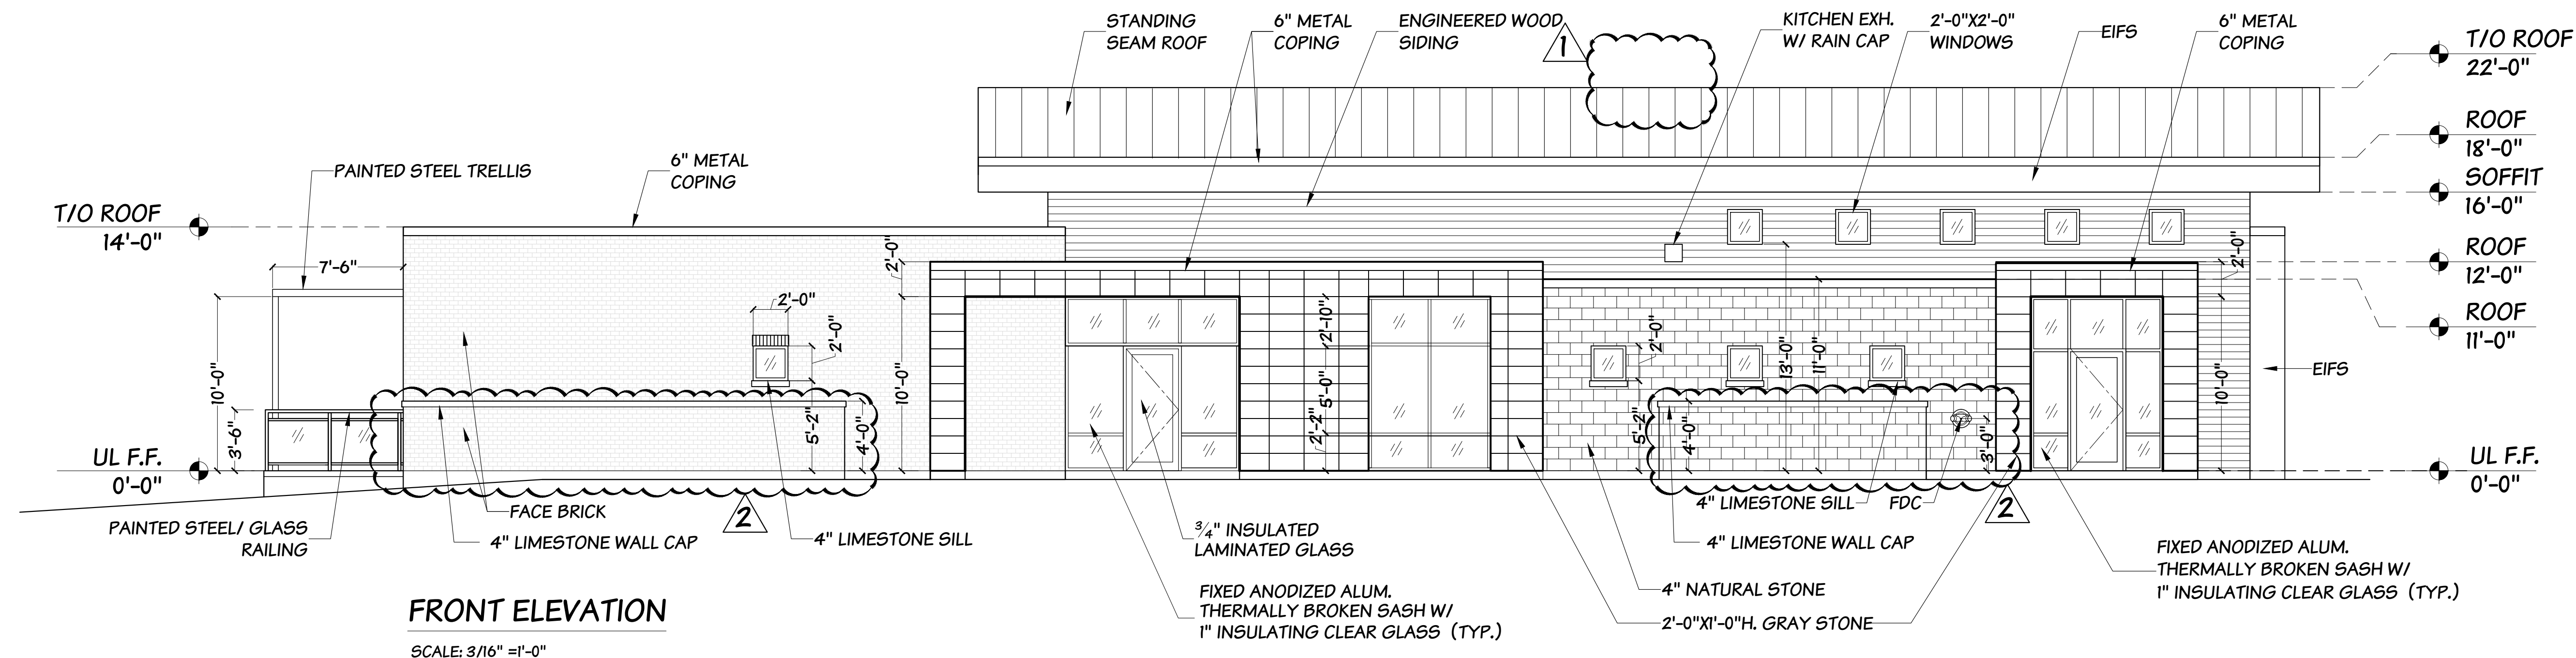 STANDING
SEAM ROOF
6" METAL
COPING
ENGINEERED WOOD
SIDING
1
KITCHEN EXH.
W/ RAIN CAP
2'-0"X2'-0"
WINDOWS
EIFS
6" METAL
COPING
T/O ROOF
22'-0"
ROOF
18'-0"
SOFFIT
16'-0"
ROOF
12'-0"
ROOF
11'-0"
EIFS
UL F.F.
0'-0"
PAINTED STEEL TRELLIS
6" METAL
COPING
T/O ROOF
14'-0"
7'-6"
10'-0"
3'-6"
UL F.F.
0'-0"
2'-0"
2'-0"
5'-2"
4'-0"
2'-0"
10'-0"
2'-10"
5'-0"
2'-2"
2'-0"
5'-2"
4'-0"
13'-0"
11'-0"
3'-0"
2'-0"
10'-0"
PAINTED STEEL/ GLASS
RAILING
FACE BRICK
4" LIMESTONE WALL CAP
2
4" LIMESTONE SILL
3/4" INSULATED
LAMINATED GLASS
FIXED ANODIZED ALUM.
THERMALLY BROKEN SASH W/
1" INSULATING CLEAR GLASS (TYP.)
4" LIMESTONE SILL
FDC
2
4" LIMESTONE WALL CAP
4" NATURAL STONE
2'-0"X1'-0"H. GRAY STONE
FIXED ANODIZED ALUM.
THERMALLY BROKEN SASH W/
1" INSULATING CLEAR GLASS (TYP.)
FRONT ELEVATION
SCALE: 3/16" =1'-0"